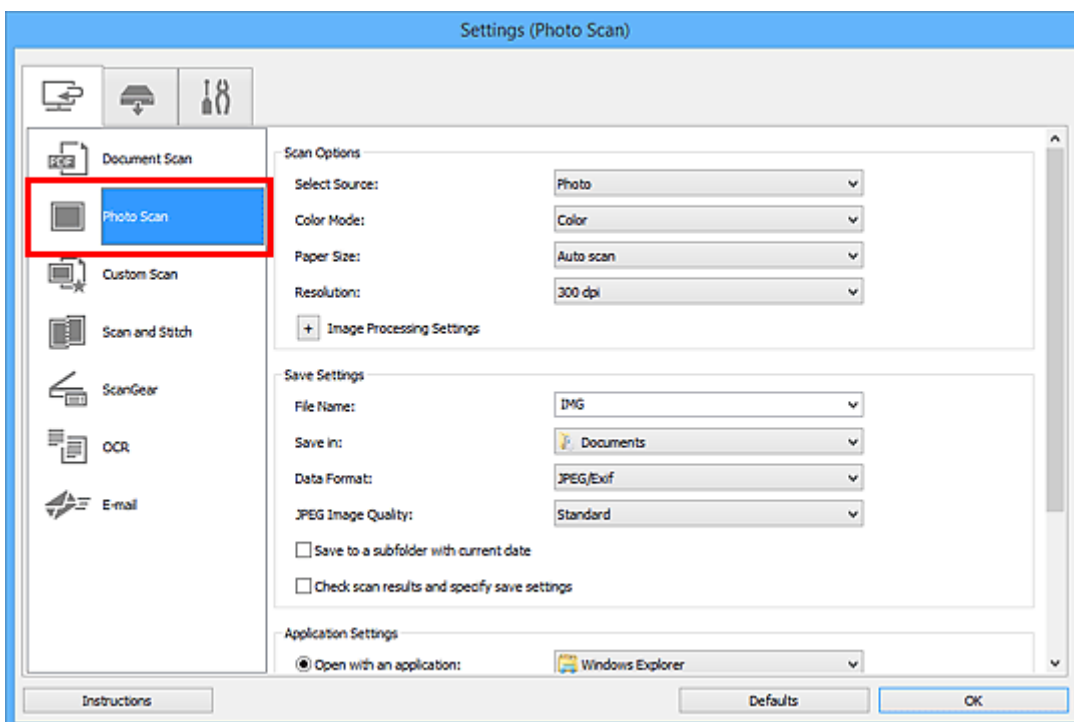 Settings (Photo Scan)
PDF
Document Scan
Photo Scan
Custom Scan
Scan and Stitch
ScanGear
OCR
E-mail
Scan Options
Select Source: Photo
Color Mode: Color
Paper Size: Auto scan
Resolution: 300 dpi
+ Image Processing Settings
Save Settings
File Name: IMG
Save in: Documents
Data Format: JPEG/Exif
JPEG Image Quality: Standard
Save to a subfolder with current date
Check scan results and specify save settings
Application Settings
Open with an application: Windows Explorer
Instructions
Defaults
OK